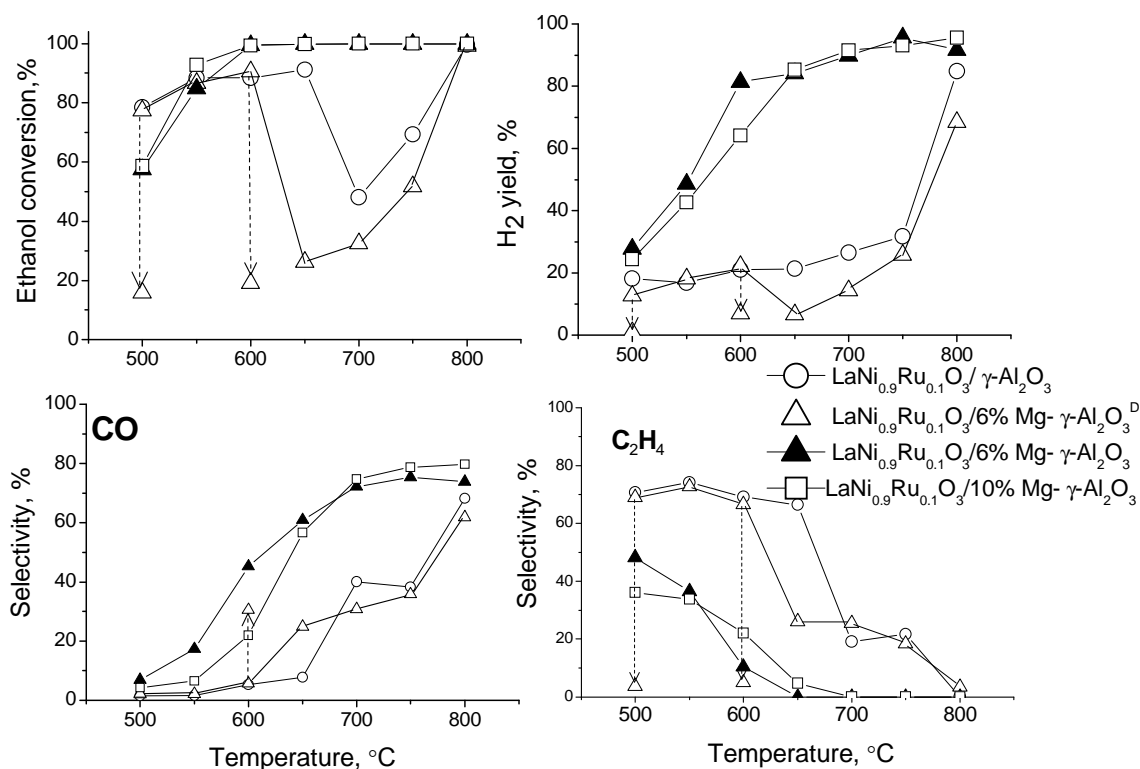 Ethanol conversion, %
100
80
60
40
20
0
500 600 700 800
H2 yield, %
100
80
60
40
20
0
500 600 700 800
LaNi0.9Ru0.1O3/ γ-Al2O3
LaNi0.9Ru0.1O3/6% Mg- γ-Al2O3D
LaNi0.9Ru0.1O3/6% Mg- γ-Al2O3
LaNi0.9Ru0.1O3/10% Mg- γ-Al2O3
CO
Selectivity, %
100
80
60
40
20
0
500 600 700 800
Temperature, °C
C2H4
Selectivity, %
100
80
60
40
20
0
500 600 700 800
Temperature, °C